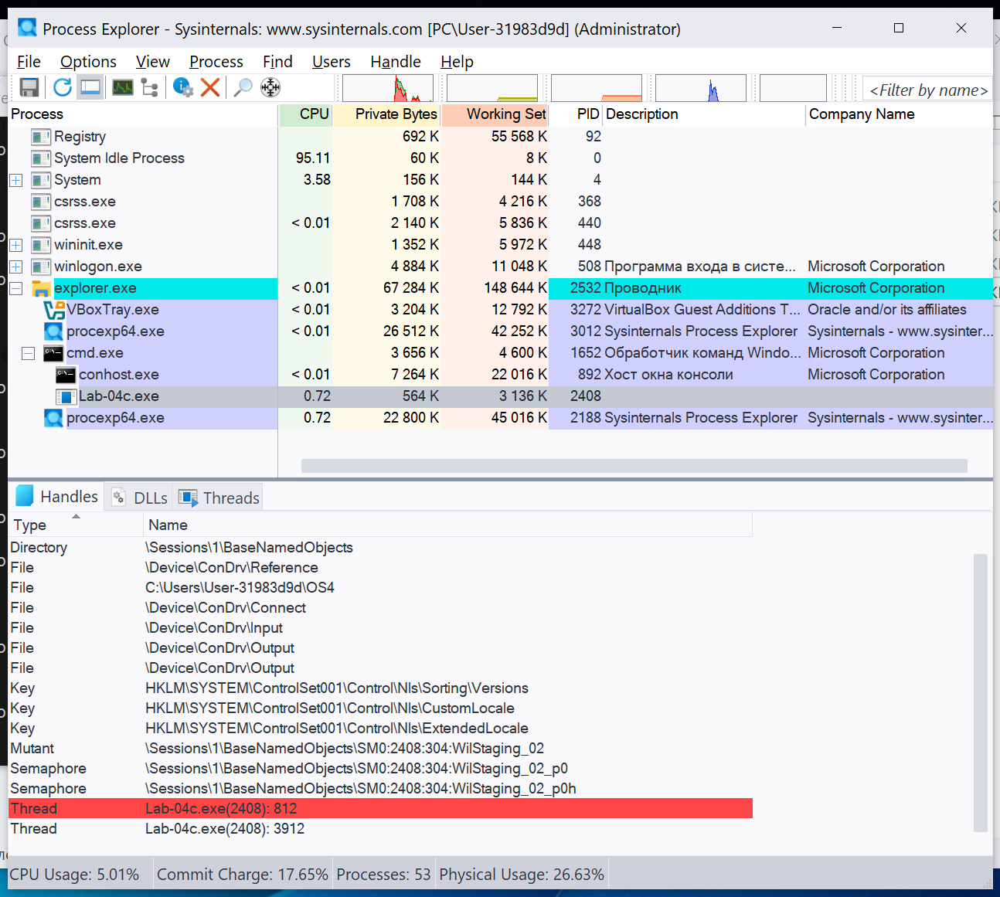 Process Explorer - Sysinternals: www.sysinternals.com [PC\User-31983d9d] (Administrator)
File Options View Process Find Users Handle Help
<Filter by name>
Process CPU Private Bytes Working Set PID Description Company Name
Registry 692 K 55 568 K 92
System Idle Process 95.11 60 K 8 K 0
System 3.58 156 K 144 K 4
csrss.exe 1 708 K 4 216 K 368
csrss.exe < 0.01 2 140 K 5 836 K 440
wininit.exe 1 352 K 5 972 K 448
winlogon.exe 4 884 K 11 048 K 508 Программа входа в систе... Microsoft Corporation
explorer.exe < 0.01 67 284 K 148 644 K 2532 Проводник Microsoft Corporation
VBoxTray.exe < 0.01 3 204 K 12 792 K 3272 VirtualBox Guest Additions T... Oracle and/or its affiliates
procexp64.exe < 0.01 26 512 K 42 252 K 3012 Sysinternals Process Explorer Sysinternals - www.sysinter...
cmd.exe 3 656 K 4 600 K 1652 Обработчик команд Windo... Microsoft Corporation
conhost.exe < 0.01 7 264 K 22 016 K 892 Хост окна консоли Microsoft Corporation
Lab-04c.exe 0.72 564 K 3 136 K 2408
procexp64.exe 0.72 22 800 K 45 016 K 2188 Sysinternals Process Explorer Sysinternals - www.sysinter...
Handles DLLs Threads
Type Name
Directory \Sessions\1\BaseNamedObjects
File \Device\ConDrv\Reference
File C:\Users\User-31983d9d\OS4
File \Device\ConDrv\Connect
File \Device\ConDrv\Input
File \Device\ConDrv\Output
File \Device\ConDrv\Output
Key HKLM\SYSTEM\ControlSet001\Control\Nls\Sorting\Versions
Key HKLM\SYSTEM\ControlSet001\Control\Nls\CustomLocale
Key HKLM\SYSTEM\ControlSet001\Control\Nls\ExtendedLocale
Mutant \Sessions\1\BaseNamedObjects\SM0:2408:304:WilStaging_02
Semaphore \Sessions\1\BaseNamedObjects\SM0:2408:304:WilStaging_02_p0
Semaphore \Sessions\1\BaseNamedObjects\SM0:2408:304:WilStaging_02_p0h
Thread Lab-04c.exe(2408): 812
Thread Lab-04c.exe(2408): 3912
CPU Usage: 5.01% Commit Charge: 17.65% Processes: 53 Physical Usage: 26.63%